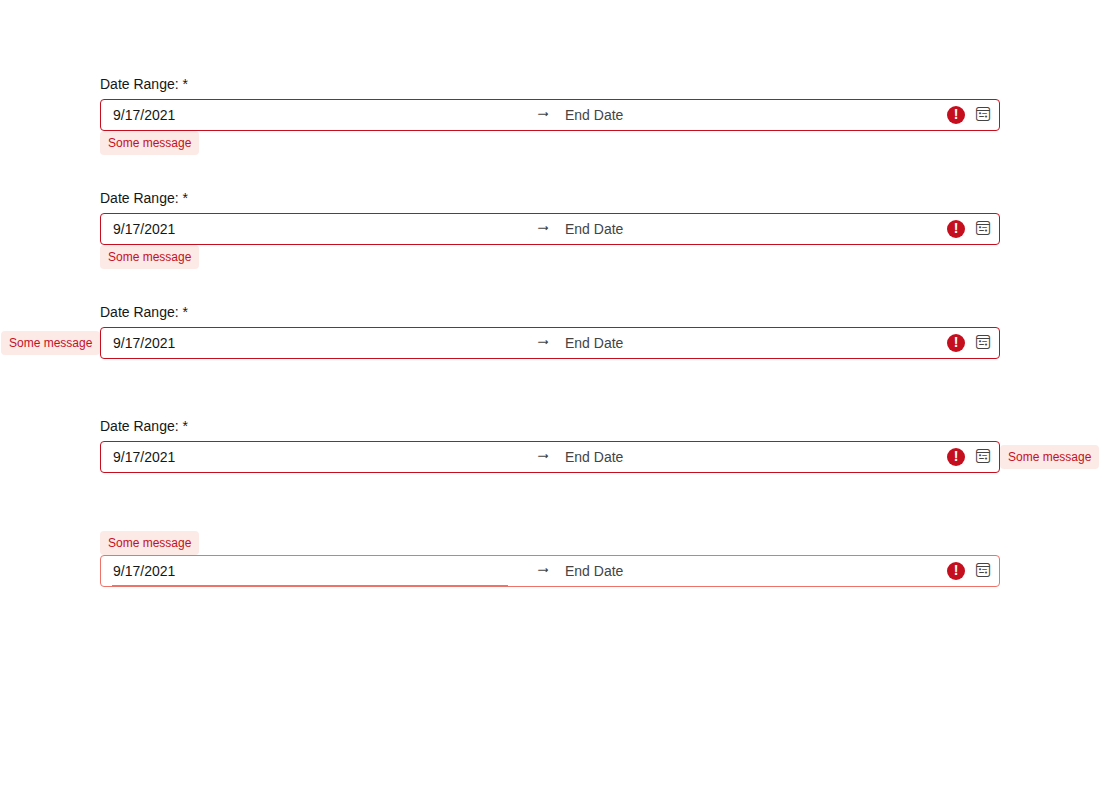 Date Range: *
9/17/2021 → End Date
Some message
Date Range: *
9/17/2021 → End Date
Some message
Date Range: *
Some message 9/17/2021 → End Date
Date Range: *
9/17/2021 → End Date Some message
Some message
9/17/2021 → End Date